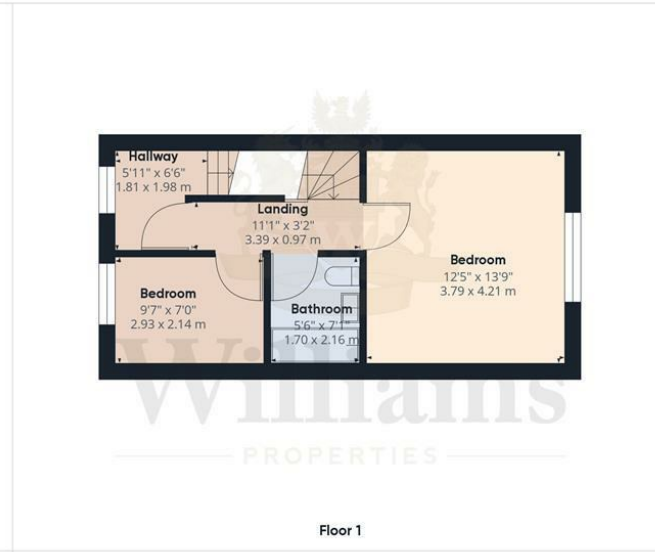 Hallway
5'11" x 6'6"
1.81 x 1.98 m
Landing
11'1" x 3'2"
3.39 x 0.97 m
Bedroom
12'5" x 13'9"
3.79 x 4.21 m
Bedroom
9'7" x 7'0"
2.93 x 2.14 m
Bathroom
5'6" x 7'1"
1.70 x 2.16 m
Williams
PROPERTIES
Floor 1